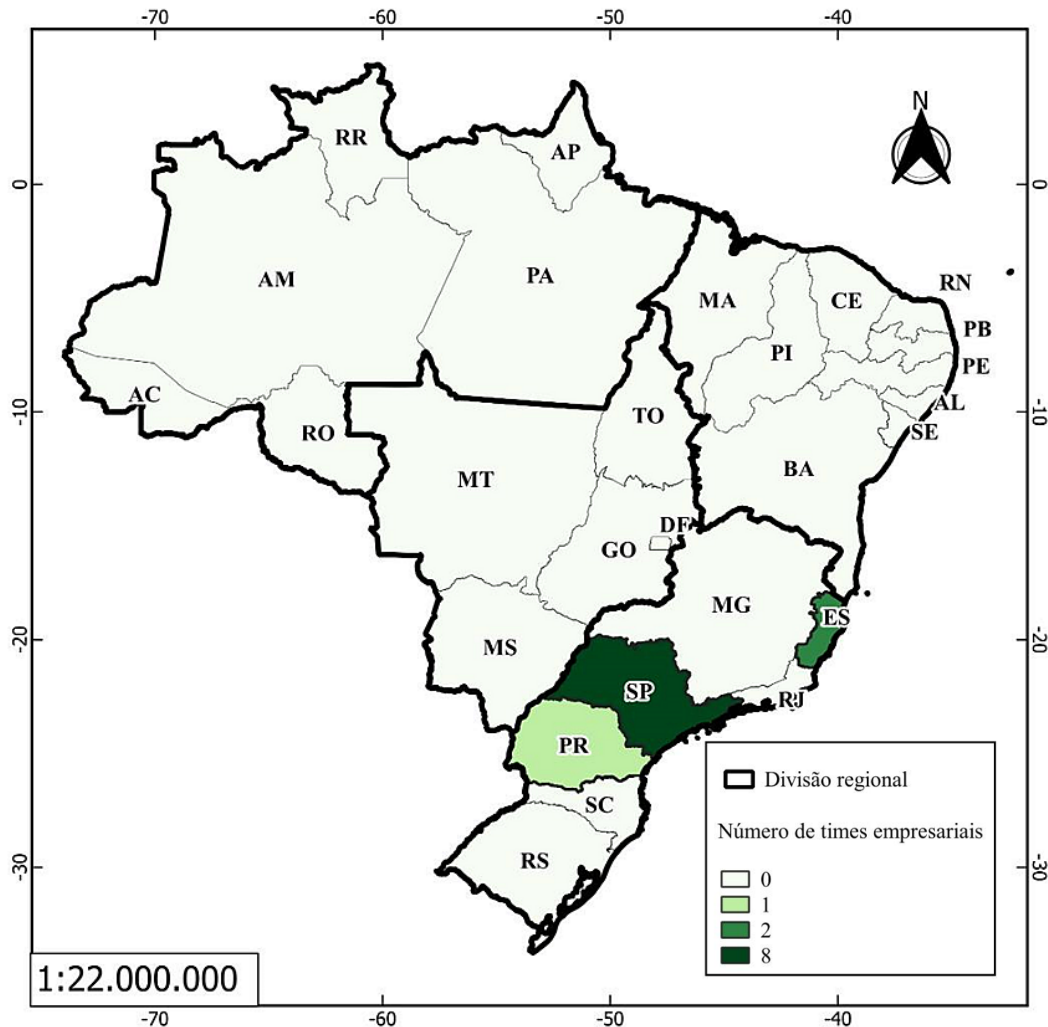 -70 -60 -50 -40
N
RR
AP
0 0
AM
PA
MA
CE
RN
PB
PI
PE
AC
TO
AL
-10 -10
RO
SE
MT
BA
DF
GO
MG
ES
-20 -20
MS
SP
RJ
PR
SC
RS
Divisão regional
Número de times empresariais
0
1
2
8
-30 -30
1:22.000.000
-70 -60 -50 -40